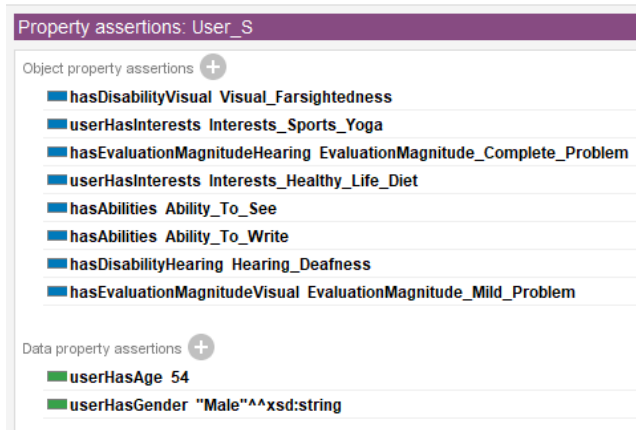 Property assertions: User_S
Object property assertions
hasDisabilityVisual Visual_Farsightedness
userHasInterests Interests_Sports_Yoga
hasEvaluationMagnitudeHearing EvaluationMagnitude_Complete_Problem
userHasInterests Interests_Healthy_Life_Diet
hasAbilities Ability_To_See
hasAbilities Ability_To_Write
hasDisabilityHearing Hearing_Deafness
hasEvaluationMagnitudeVisual EvaluationMagnitude_Mild_Problem
Data property assertions
userHasAge 54
userHasGender "Male"^^xsd:string